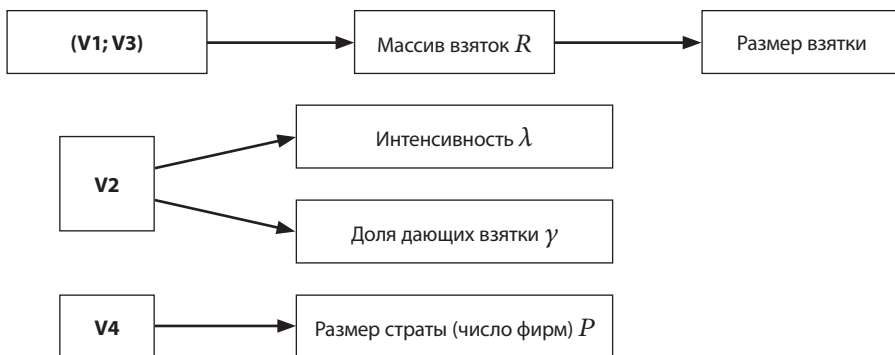 (V1; V3)
Массив взяток R
Размер взятки
V2
Интенсивность λ
Доля дающих взятки γ
V4
Размер страты (число фирм) P